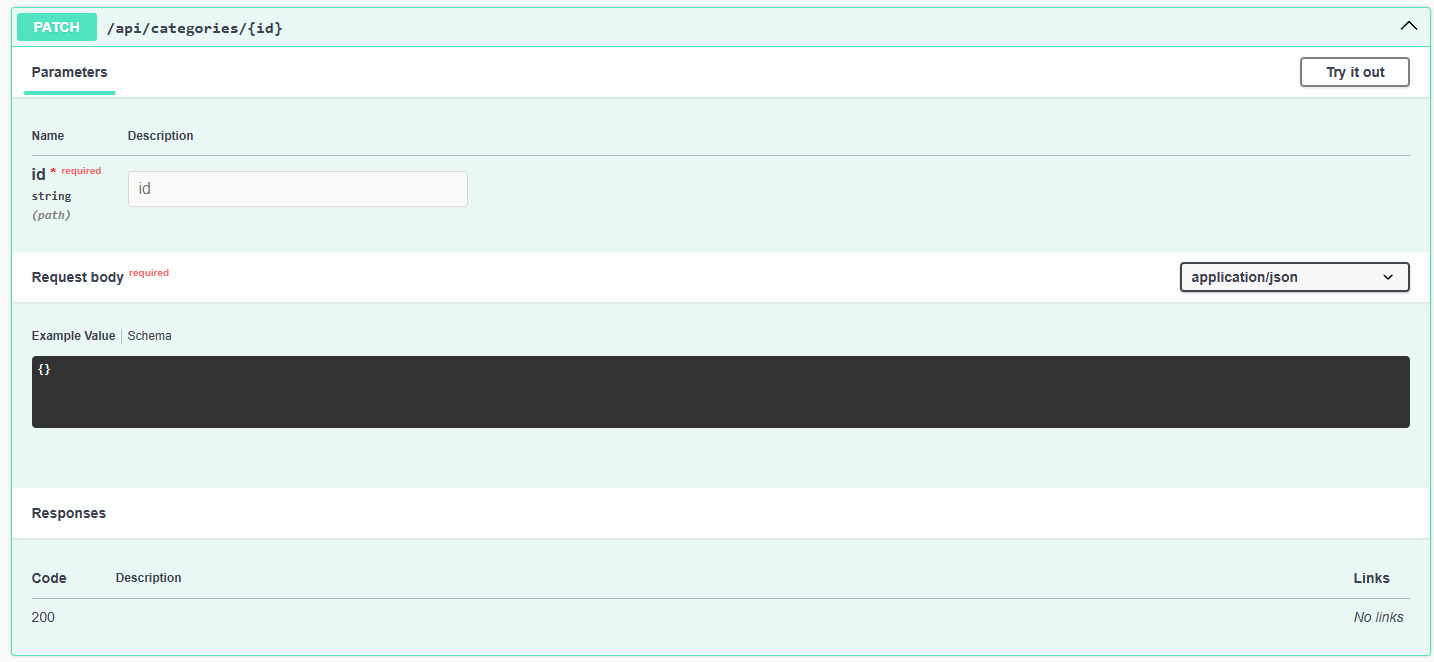 PATCH /api/categories/{id}
Parameters
Try it out
Name Description
id * required
string
(path)
id
Request body required
application/json
Example Value Schema
{}
Responses
Code Description Links
200 No links